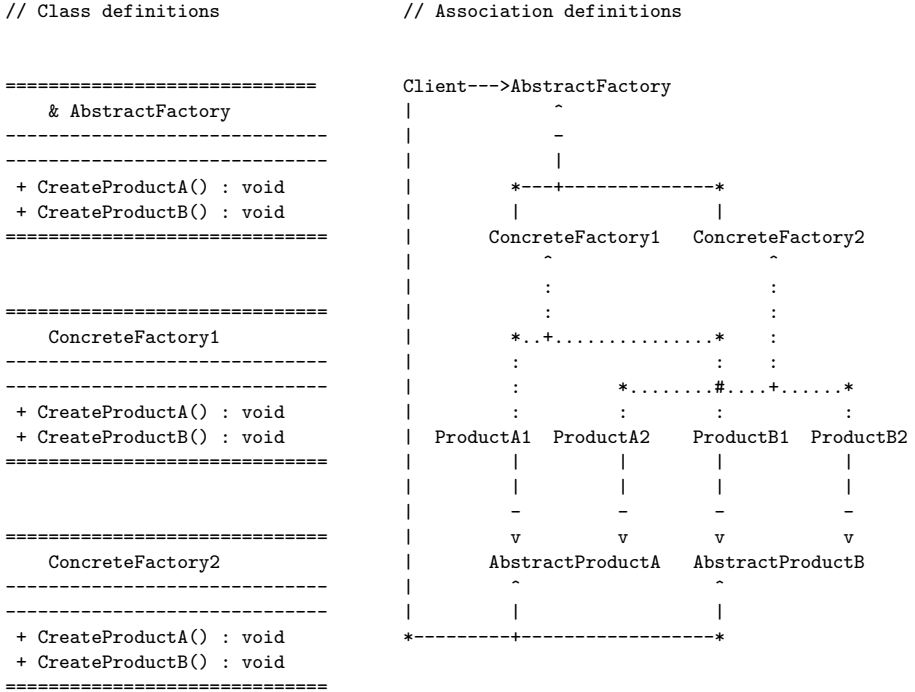 // Class definitions                 // Association definitions


=============================        Client--->AbstractFactory
    & AbstractFactory                |             ^
------------------------------       |             -
------------------------------       |             |
 + CreateProductA() : void           |         *---+--------------*
 + CreateProductB() : void           |         |                  |
==============================       |       ConcreteFactory1   ConcreteFactory2
                                     |            ^                    ^
                                     |            :                    :
==============================       |            :                    :
    ConcreteFactory1                 |         *..+...............*    :
------------------------------       |         :                  :    :
------------------------------       |         :         *........#....+......*
 + CreateProductA() : void           |         :         :        :           :
 + CreateProductB() : void           |  ProductA1  ProductA2    ProductB1  ProductB2
==============================       |         |         |        |           |
                                     |         |         |        |           |
                                     |         -         -        -           -
==============================       |         v         v        v           v
    ConcreteFactory2                 |       AbstractProductA   AbstractProductB
------------------------------       |         ^                  ^
------------------------------       |         |                  |
 + CreateProductA() : void           *---------+------------------*
 + CreateProductB() : void
==============================